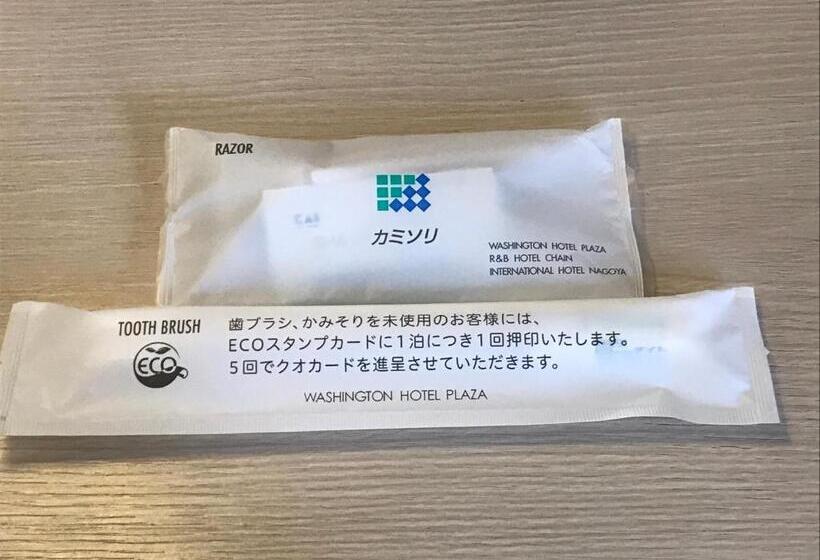 RAZOR
カミソリ
WASHINGTON HOTEL PLAZA
R&B HOTEL CHAIN
INTERNATIONAL HOTEL NAGOYA
TOOTH BRUSH
ECO
歯ブラシ、かみそりを未使用のお客様には、
ECOスタンプカードに1泊につき1回押印いたします。
5回でクオカードを進呈させていただきます。
WASHINGTON HOTEL PLAZA